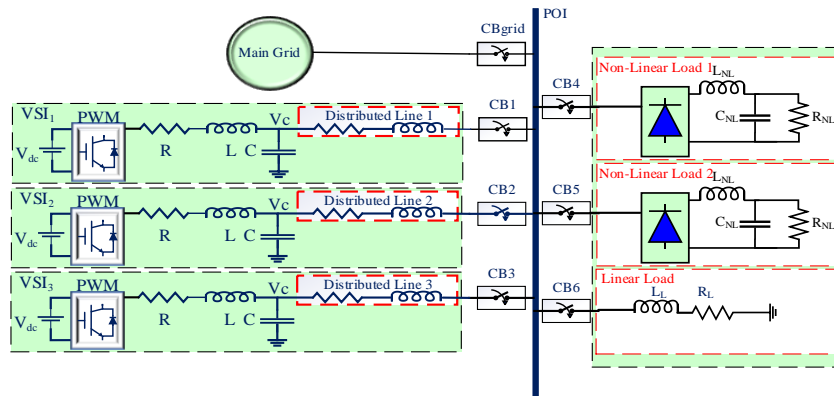 POI
Main Grid
CBgrid
VSI1
PWM
Vdc
R
L
C
Vc
Distributed Line 1
CB1
VSI2
PWM
Vdc
R
L
C
Vc
Distributed Line 2
CB2
VSI3
PWM
Vdc
R
L
C
Vc
Distributed Line 3
CB3
CB4
Non-Linear Load 1
LNL
CNL
RNL
CB5
Non-Linear Load 2
LNL
CNL
RNL
CB6
Linear Load
LL
RL